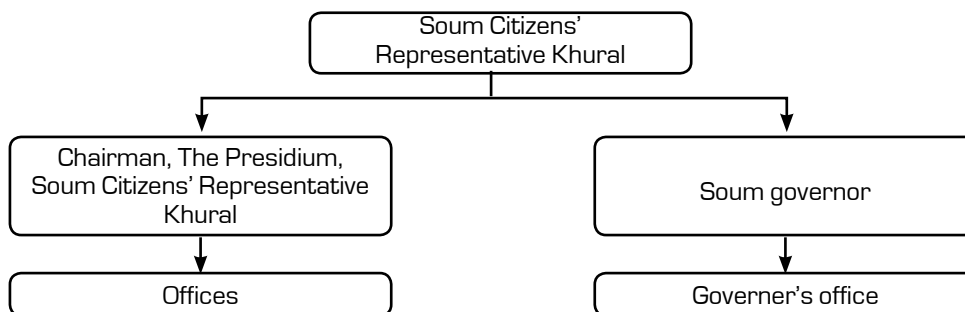 Soum Citizens’
Representative Khural
Chairman, The Presidium,
Soum Citizens’ Representative
Khural
Soum governor
Offices
Governer’s office